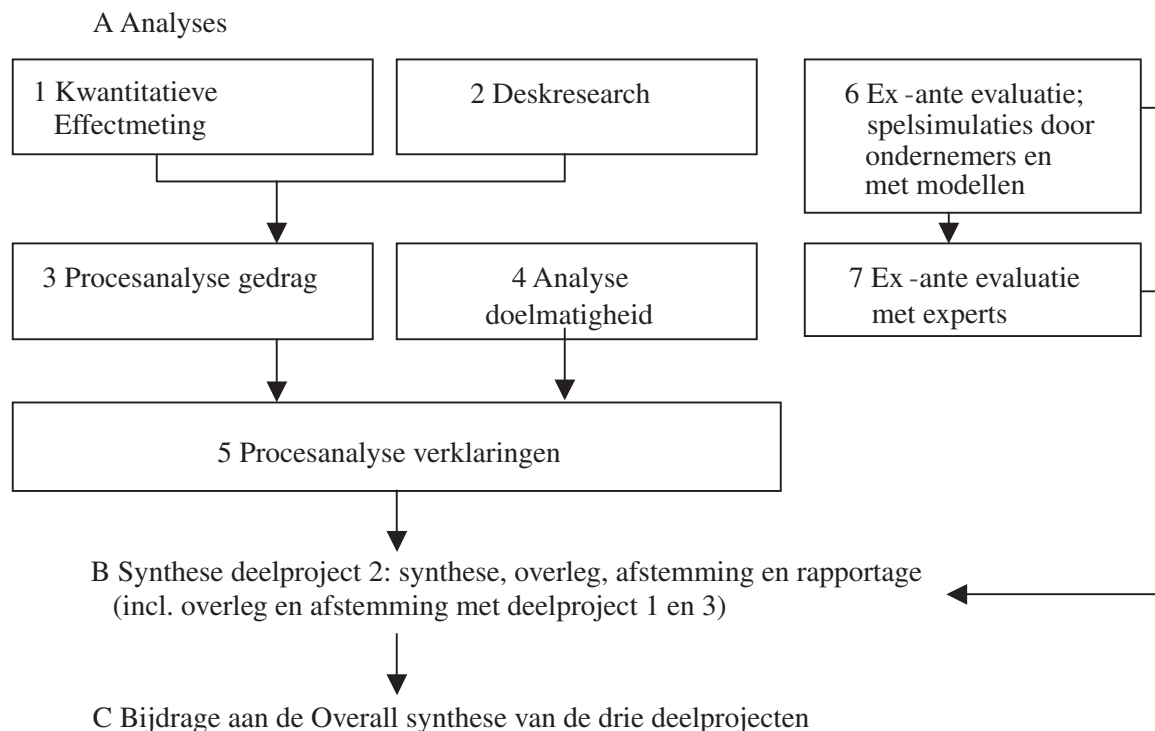 A Analyses
1 Kwantitatieve
Effectmeting
2 Deskresearch
6 Ex -ante evaluatie;
spelsimulaties door
ondernemers en
met modellen
3 Procesanalyse gedrag
4 Analyse
doelmatigheid
7 Ex -ante evaluatie
met experts
5 Procesanalyse verklaringen
B Synthese deelproject 2: synthese, overleg, afstemming en rapportage
(incl. overleg en afstemming met deelproject 1 en 3)
C Bijdrage aan de Overall synthese van de drie deelprojecten